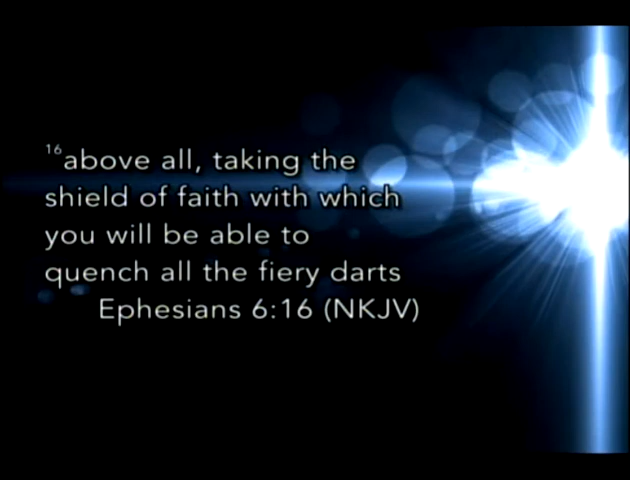 16above all, taking the
shield of faith with which
you will be able to
quench all the fiery darts
Ephesians 6:16 (NKJV)